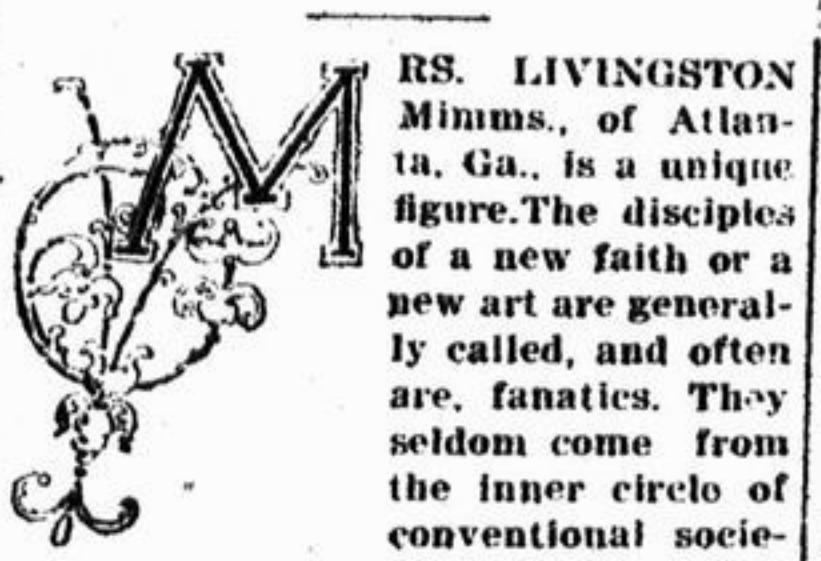 MRS. LIVINGSTON
Mimms., of Atlan-
ta, Ga., is a unique
figure.The disciples
of a new faith or a
new art are general-
ly called, and often
are, fanatics. They
seldom come from
the inner circle of
conventional socie-